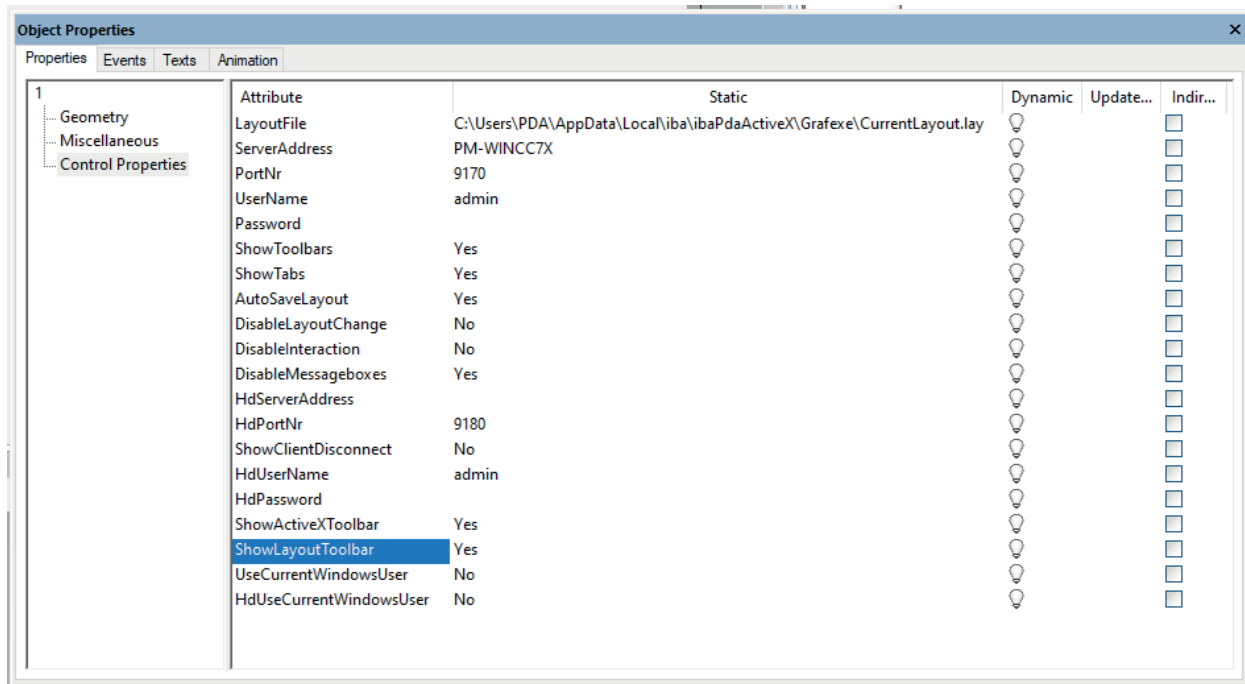 Object Properties
Properties Events Texts Animation
1
Geometry
Miscellaneous
Control Properties
Attribute Static Dynamic Update... Indir...
LayoutFile C:\Users\PDA\AppData\Local\iba\ibaPdaActiveX\Grafexe\CurrentLayout.lay
ServerAddress PM-WINCC7X
PortNr 9170
UserName admin
Password
ShowToolbars Yes
ShowTabs Yes
AutoSaveLayout Yes
DisableLayoutChange No
DisableInteraction No
DisableMessageboxes Yes
HdServerAddress
HdPortNr 9180
ShowClientDisconnect No
HdUserName admin
HdPassword
ShowActiveXToolbar Yes
ShowLayoutToolbar Yes
UseCurrentWindowsUser No
HdUseCurrentWindowsUser No